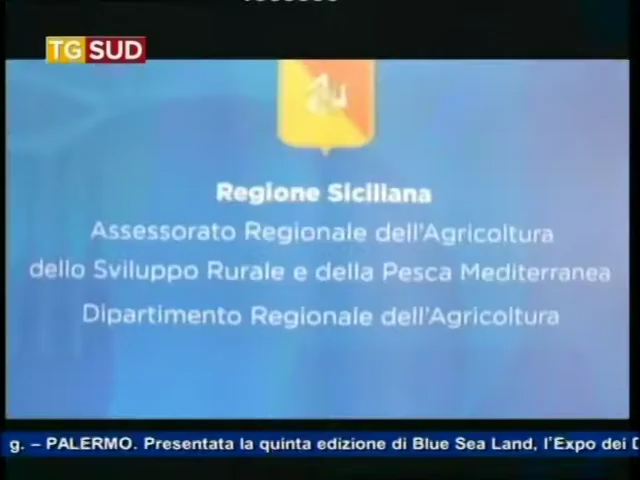 TG SUD
Regione Siciliana
Assessorato Regionale dell'Agricoltura
dello Sviluppo Rurale e della Pesca Mediterranea
Dipartimento Regionale dell'Agricoltura
g. – PALERMO. Presentata la quinta edizione di Blue Sea Land, l'Expo dei